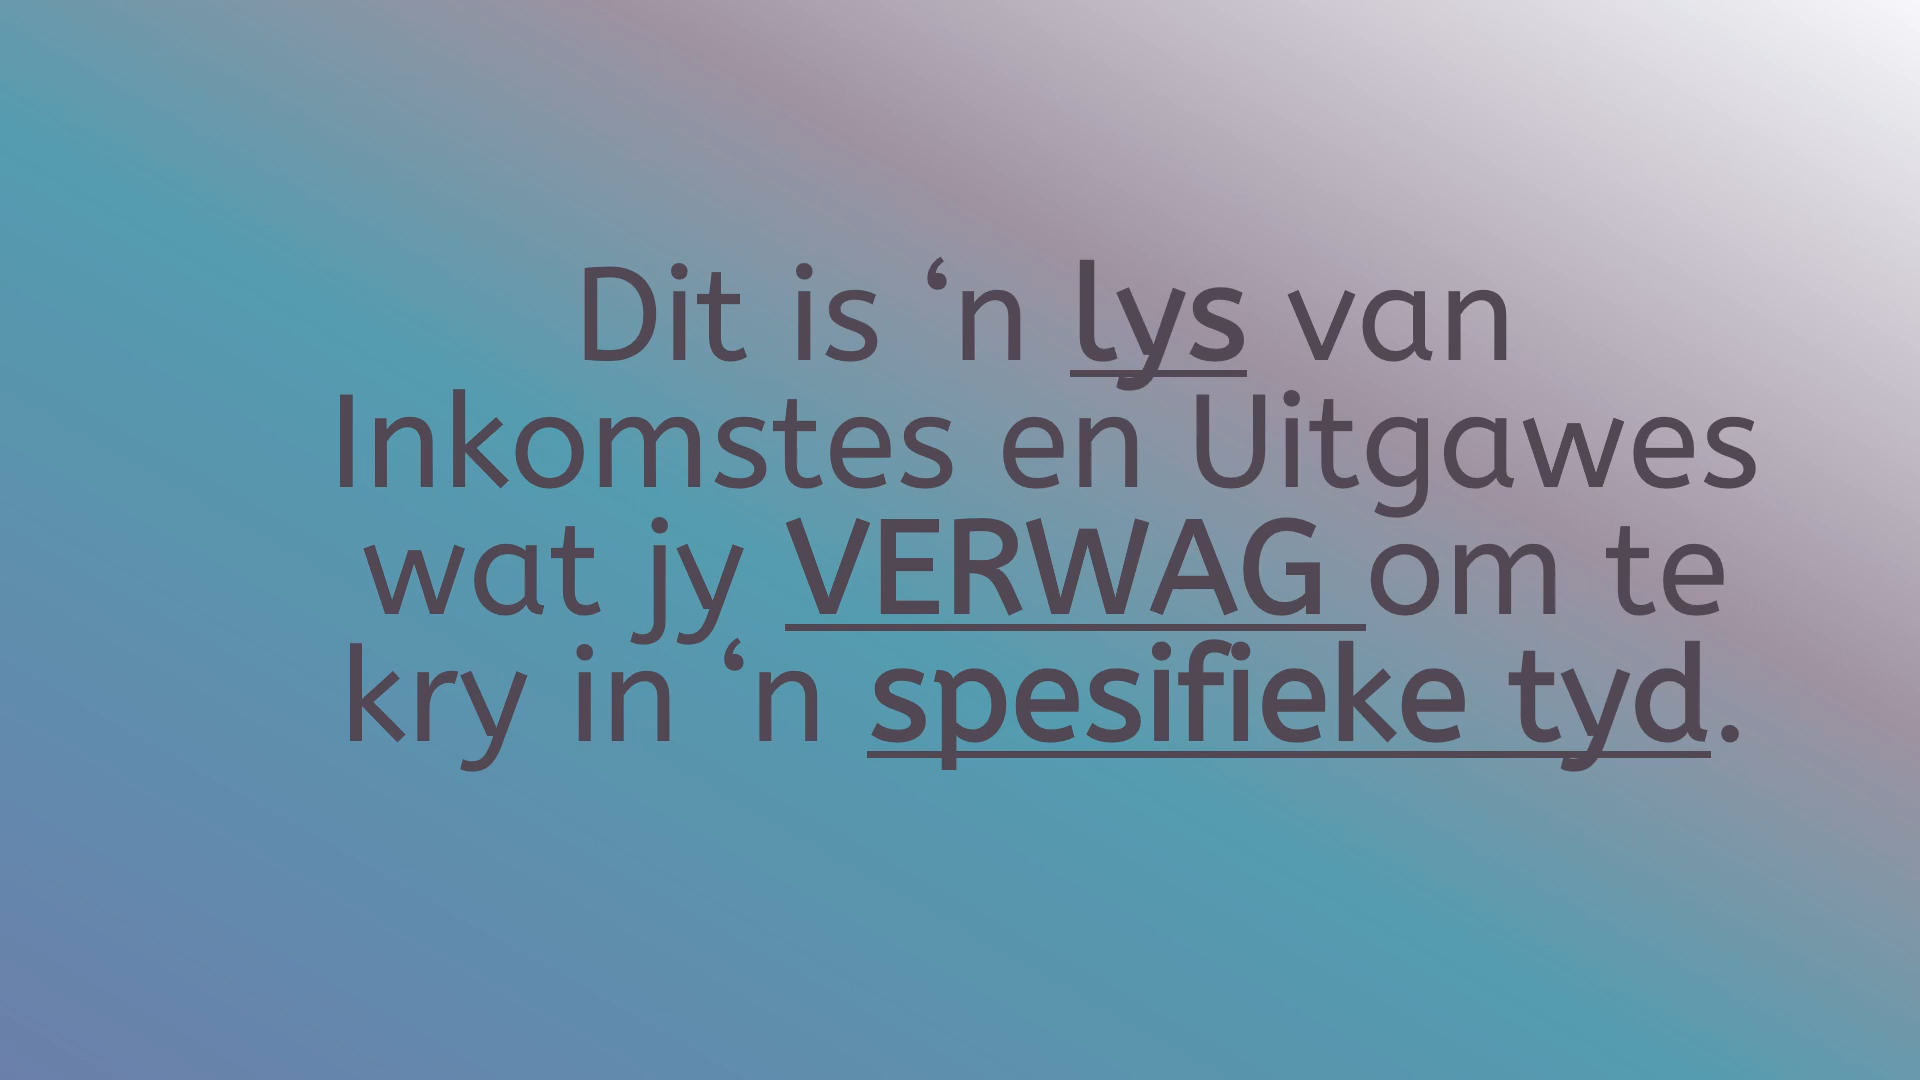 Dit is ‘n lys van
Inkomstes en Uitgawes
wat jy VERWAG om te
kry in ‘n spesifieke tyd.